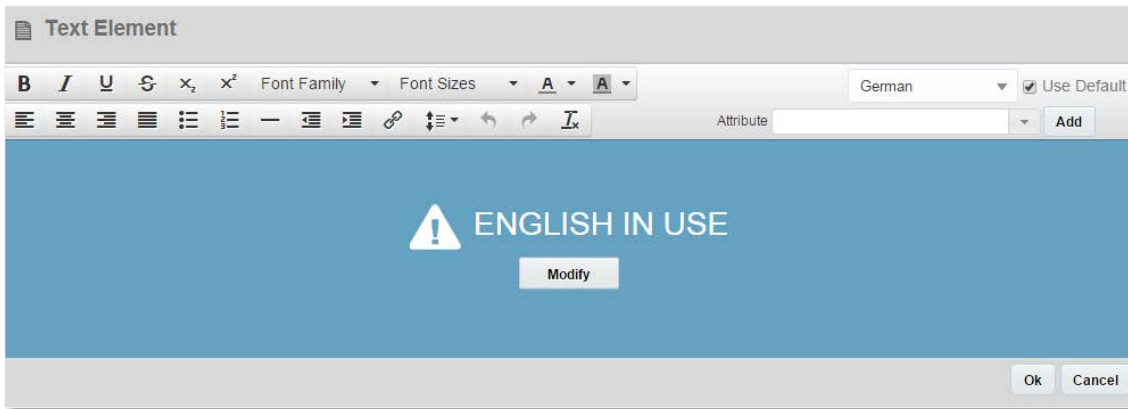 Text Element
B I U S X₂ X² Font Family Font Sizes A A German Use Default
Attribute Add
ENGLISH IN USE
Modify
Ok Cancel